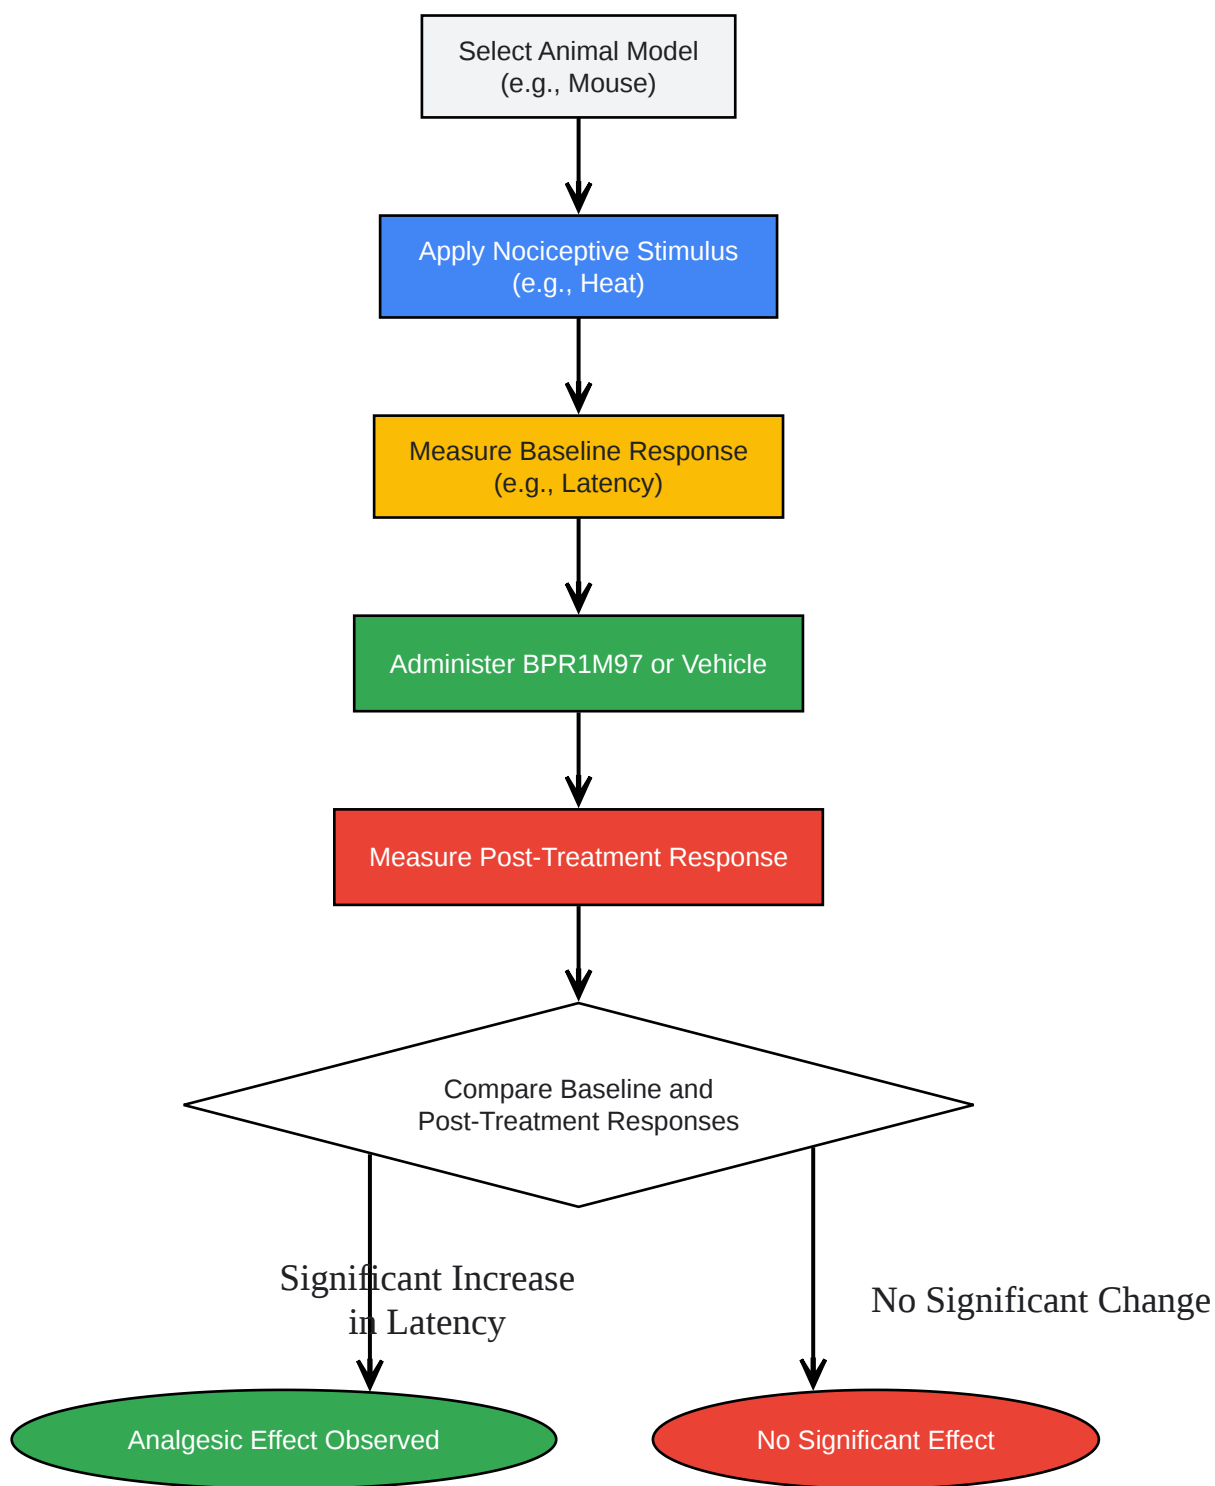 Select Animal Model
(e.g., Mouse)
Apply Nociceptive Stimulus
(e.g., Heat)
Measure Baseline Response
(e.g., Latency)
Administer BPR1M97 or Vehicle
Measure Post-Treatment Response
Compare Baseline and
Post-Treatment Responses
Significant Increase
in Latency
No Significant Change
Analgesic Effect Observed
No Significant Effect